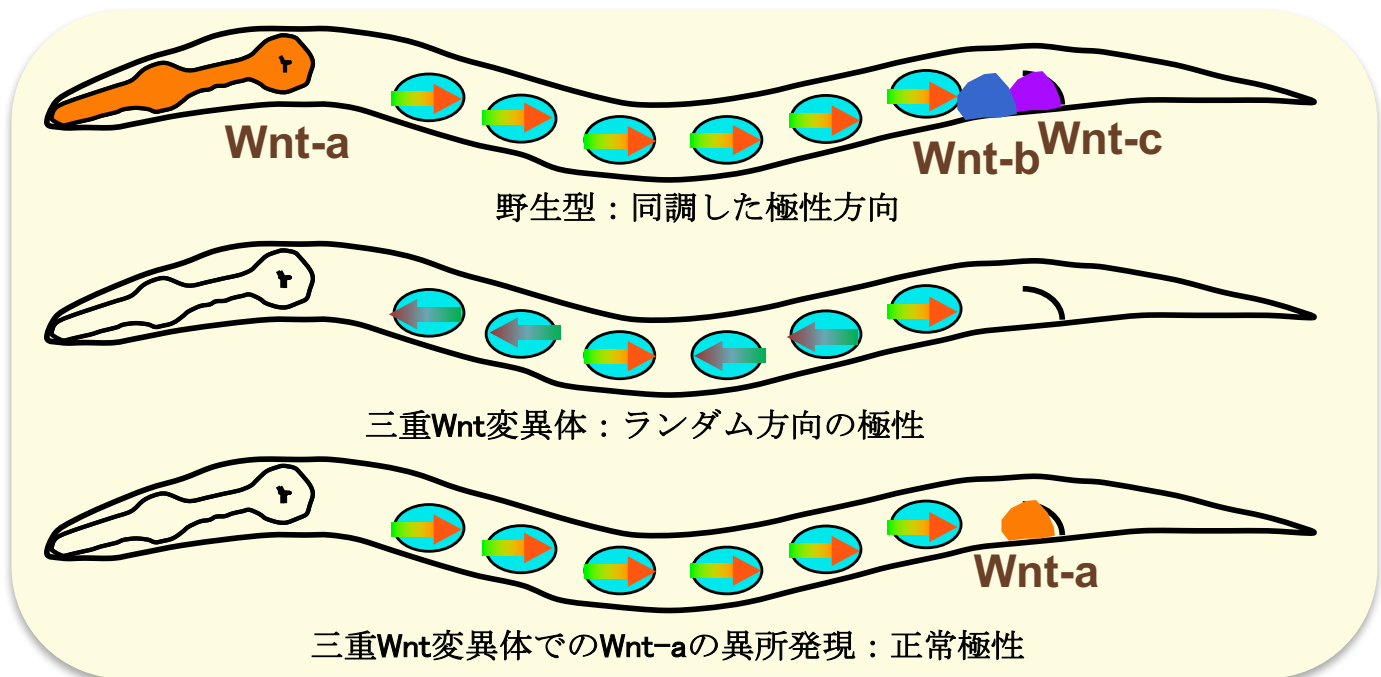 Wnt-a
Wnt-b
Wnt-c
野生型：同調した極性方向
三重Wnt変異体：ランダム方向の極性
Wnt-a
三重Wnt変異体でのWnt-aの異所発現：正常極性